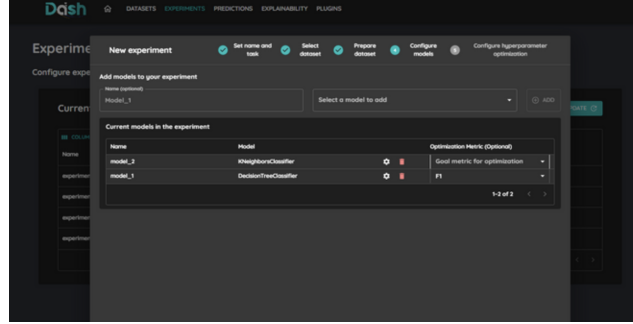 Dash DATASETS EXPERIMENTS PREDICTIONS EXPLAINABILITY PLUGINS
Experime
New experiment
Set name and task
Select dataset
Prepare dataset
4 Configure models
5 Configure hyperparameter optimization
Configure expe
Add models to your experiment
Name (optional)
Model_1
Select a model to add
ADD
Curren
Current models in the experiment
COLUM
Name Model Optimization Metric (Optional)
Name
model_2 KNeighborsClassifier Goal metric for optimization
model_1 DecisionTreeClassifier F1
experimen
1-2 of 2
experimen
experimen
experimen